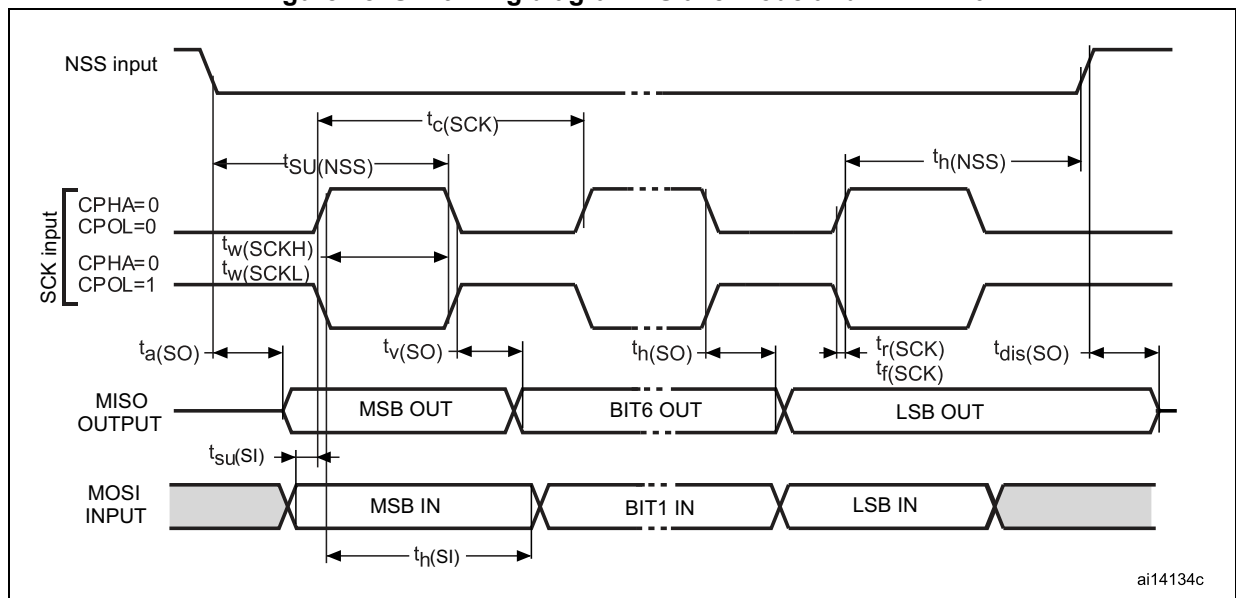 NSS input
tc(SCK)
tSU(NSS)
th(NSS)
SCK input
CPHA=0
CPOL=0
tw(SCKH)
CPHA=0
tw(SCKL)
CPOL=1
ta(SO)
tv(SO)
th(SO)
tr(SCK)
tf(SCK)
tdis(SO)
MISO
OUTPUT
MSB OUT
BIT6 OUT
LSB OUT
tsu(SI)
MOSI
INPUT
MSB IN
BIT1 IN
LSB IN
th(SI)
ai14134c